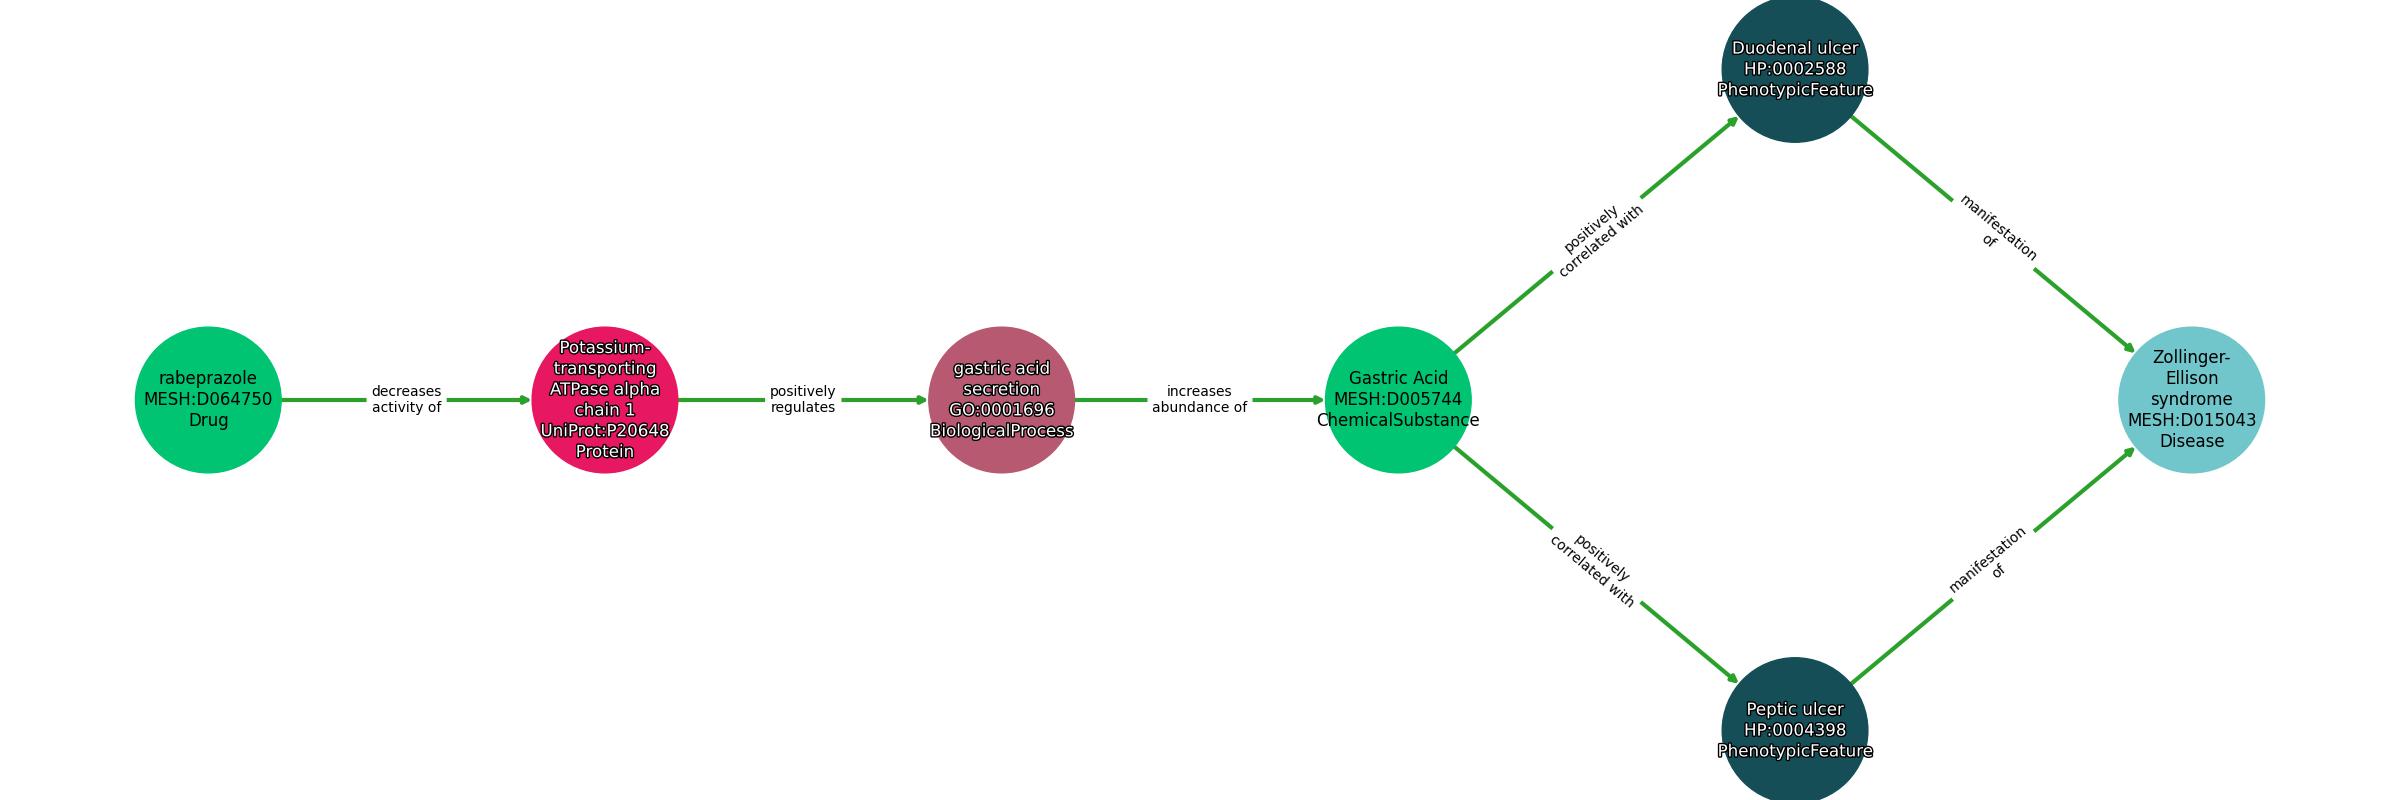 rabeprazole
MESH:D064750
Drug
decreases
activity of
Potassium-
transporting
ATPase alpha
chain 1
UniProt:P20648
Protein
positively
regulates
gastric acid
secretion
GO:0001696
BiologicalProcess
increases
abundance of
Gastric Acid
MESH:D005744
ChemicalSubstance
positively
correlated with
Duodenal ulcer
HP:0002588
PhenotypicFeature
manifestation
of
positively
correlated with
Peptic ulcer
HP:0004398
PhenotypicFeature
manifestation
of
Zollinger-
Ellison
syndrome
MESH:D015043
Disease